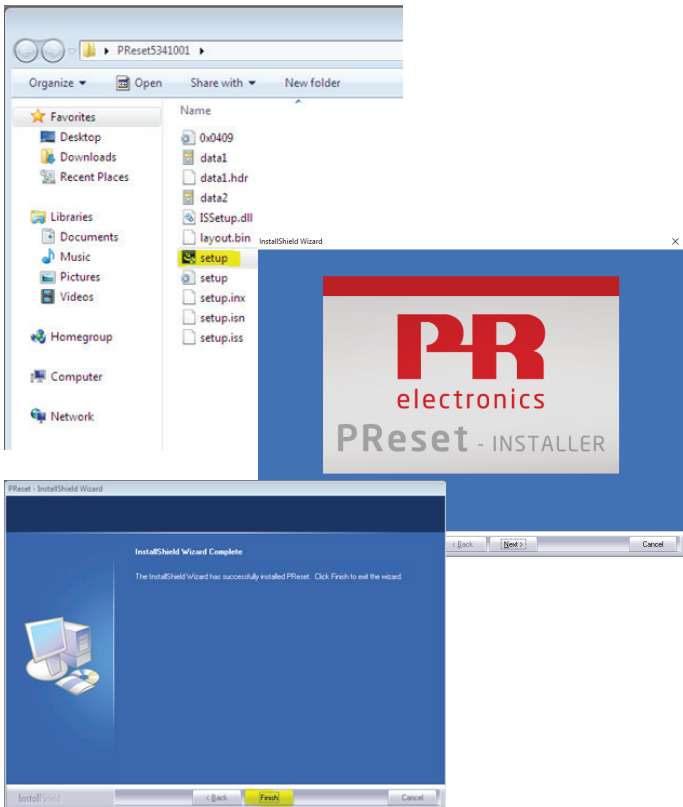 PReset5341001
Organize
Open
Share with
New folder
Favorites
Desktop
Downloads
Recent Places
Libraries
Documents
Music
Pictures
Videos
Homegroup
Computer
Network
Name
0x0409
data1
data1.hdr
data2
ISSetup.dll
layout.bin
setup
setup
setup.inx
setup.isn
setup.iss
InstallShield Wizard
PR
electronics
PReset - INSTALLER
< Back
Next >
Cancel
PReset - InstallShield Wizard
InstallShield Wizard Complete
The InstallShield Wizard has successfully installed PReset. Click Finish to exit the wizard.
InstallShield
< Back
Finish
Cancel